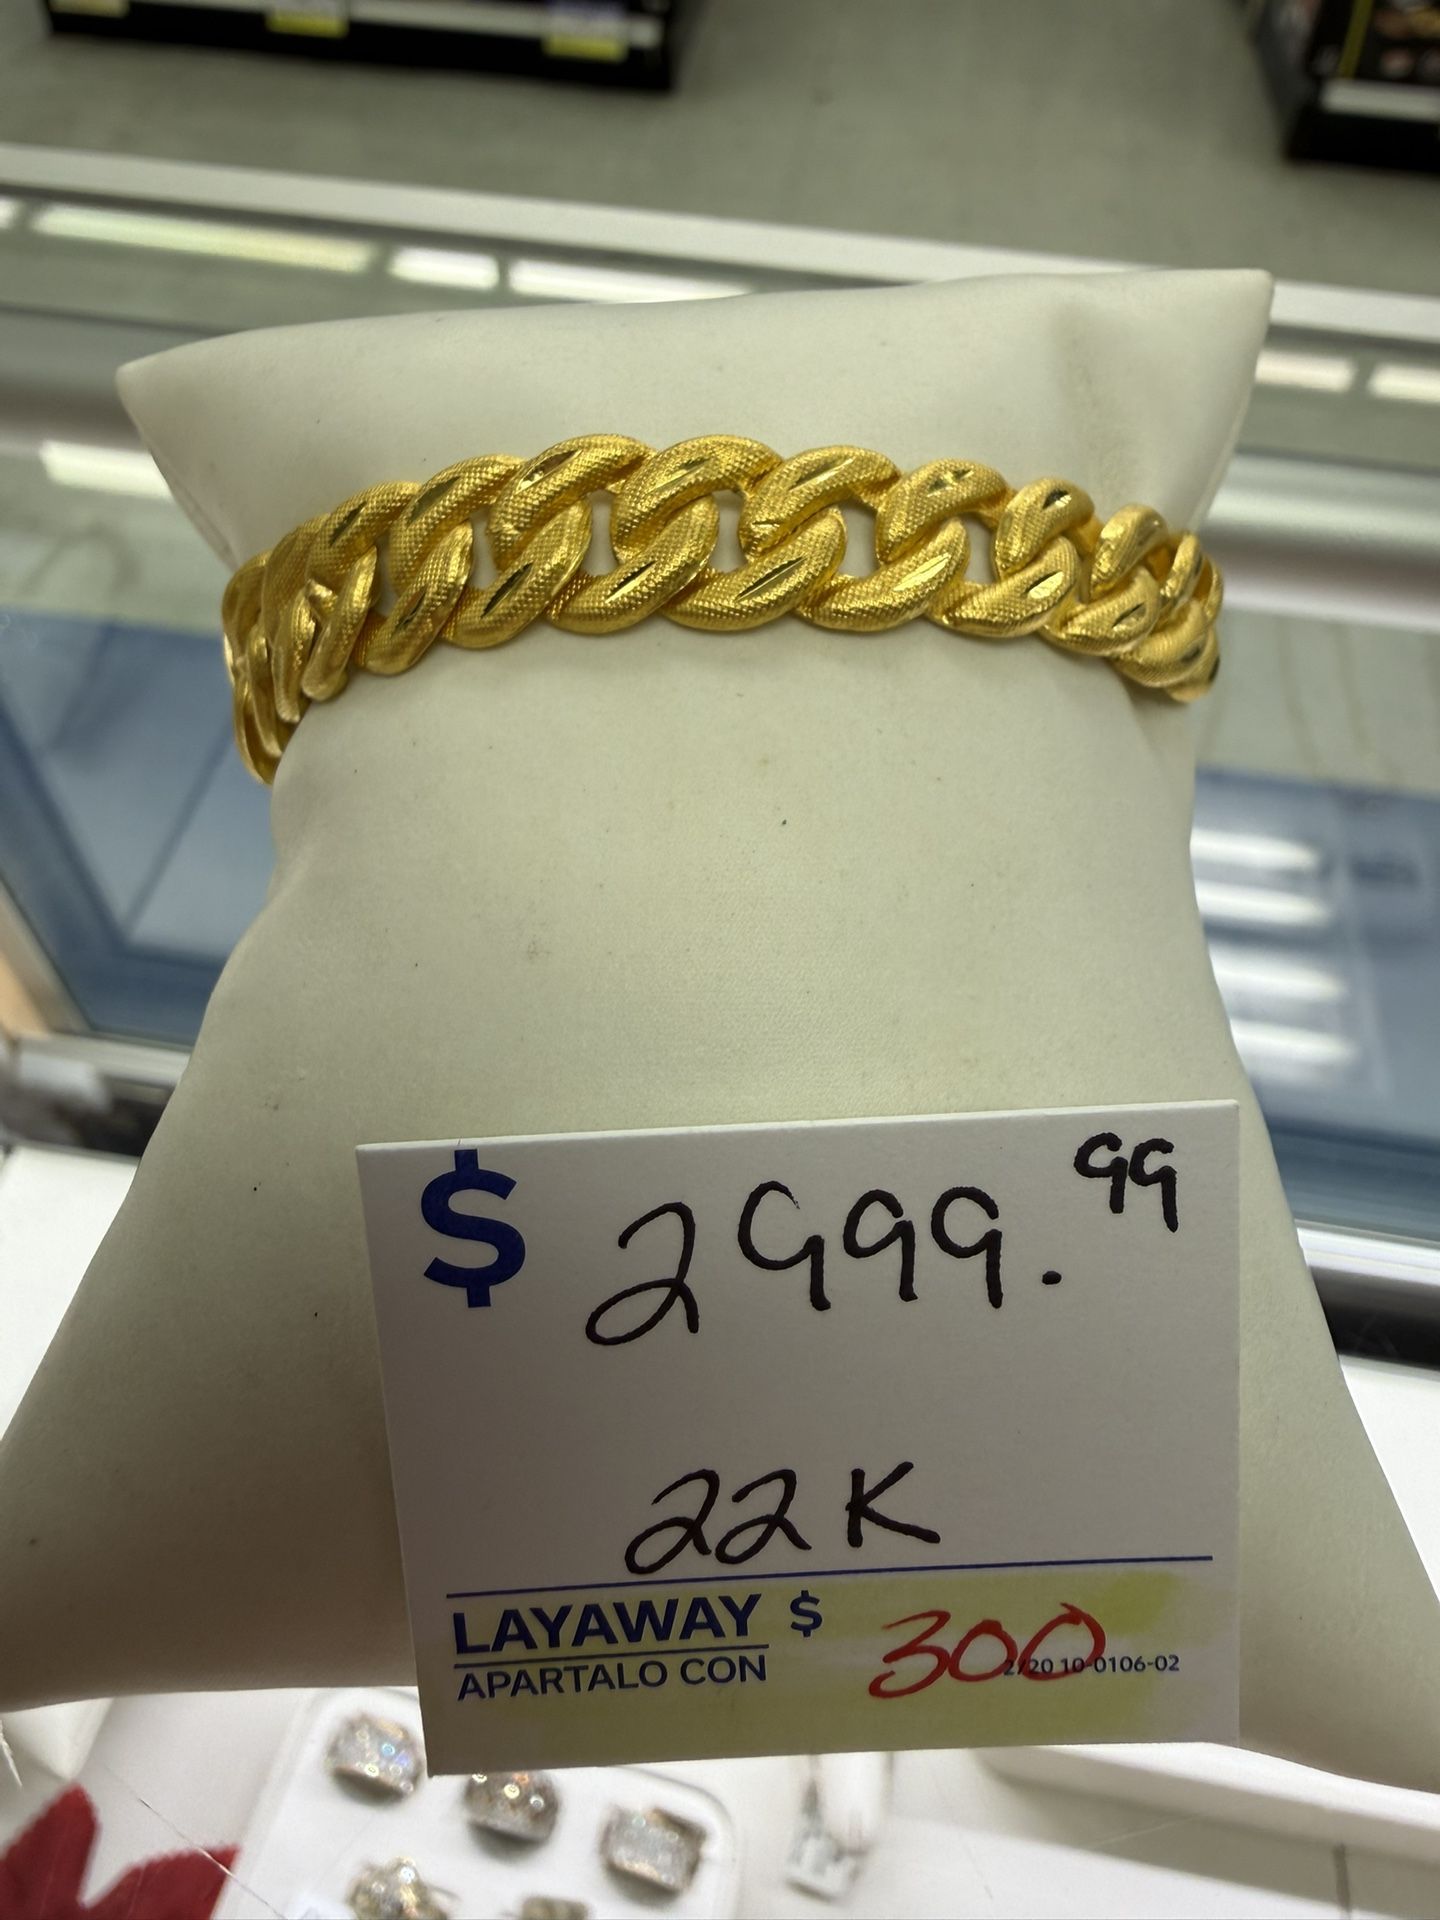 $ 2999.99
22K
LAYAWAY $ 300
APARTALO CON
2/20 10-0106-02